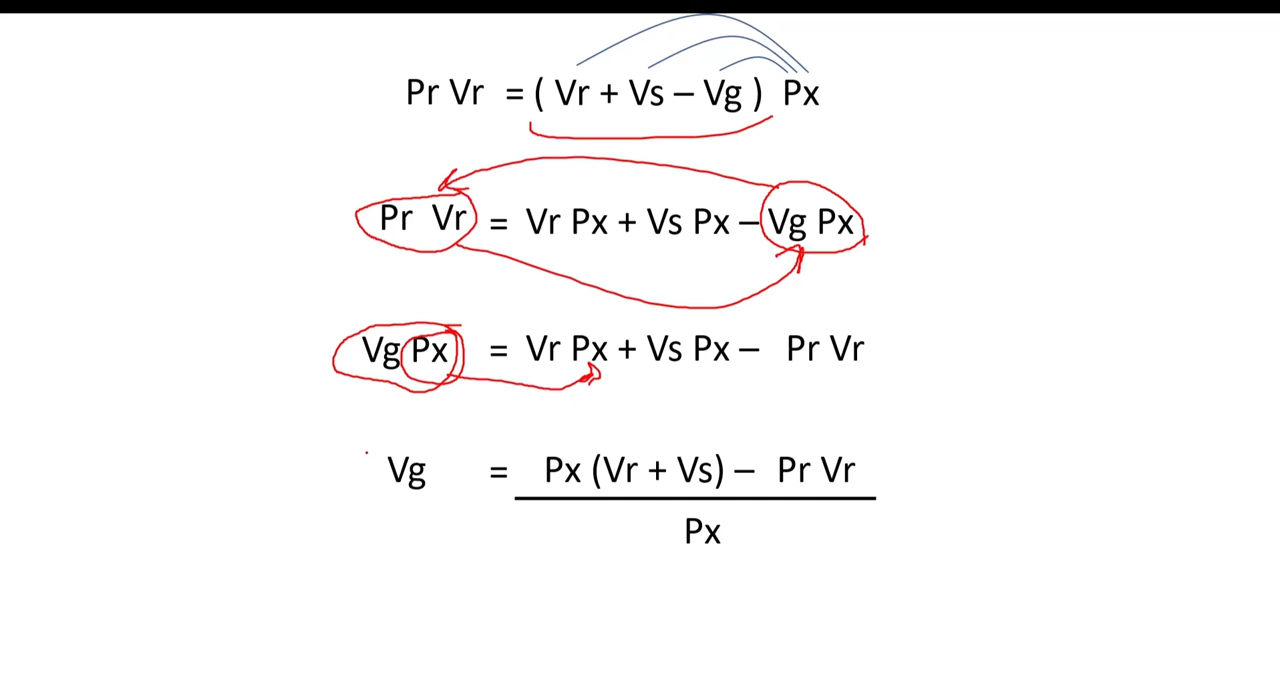 Pr Vr = ( Vr + Vs – Vg ) Px
Pr Vr = Vr Px + Vs Px – Vg Px
Vg Px = Vr Px + Vs Px – Pr Vr
Vg = Px (Vr + Vs) – Pr Vr
Px